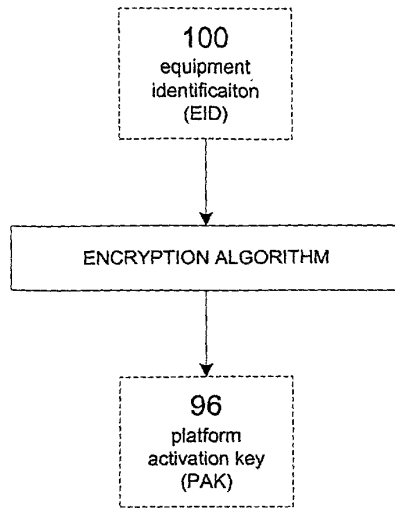 100
equipment
identificaiton
(EID)
ENCRYPTION ALGORITHM
96
platform
activation key
(PAK)